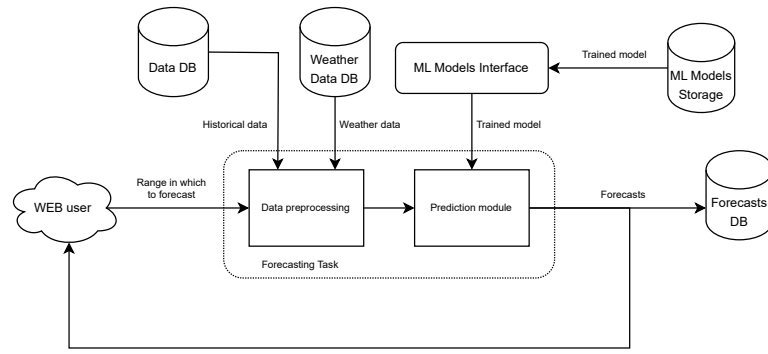 Data DB
Weather
Data DB
ML Models Interface
Trained model
ML Models
Storage
Historical data
Weather data
Trained model
WEB user
Range in which
to forecast
Data preprocessing
Prediction module
Forecasts
Forecasts
DB
Forecasting Task